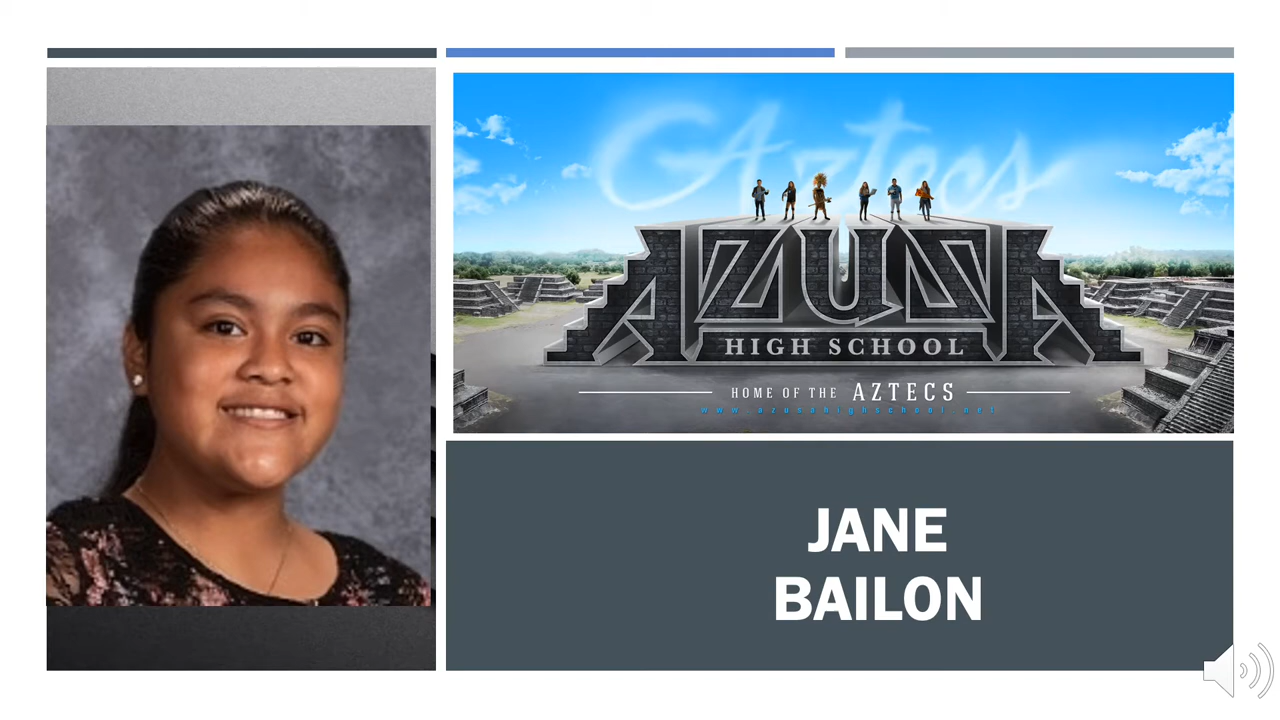 Aztecs
AZUSA
HIGH SCHOOL
HOME OF THE AZTECS
www.azusahighschool.net
JANE
BAILON